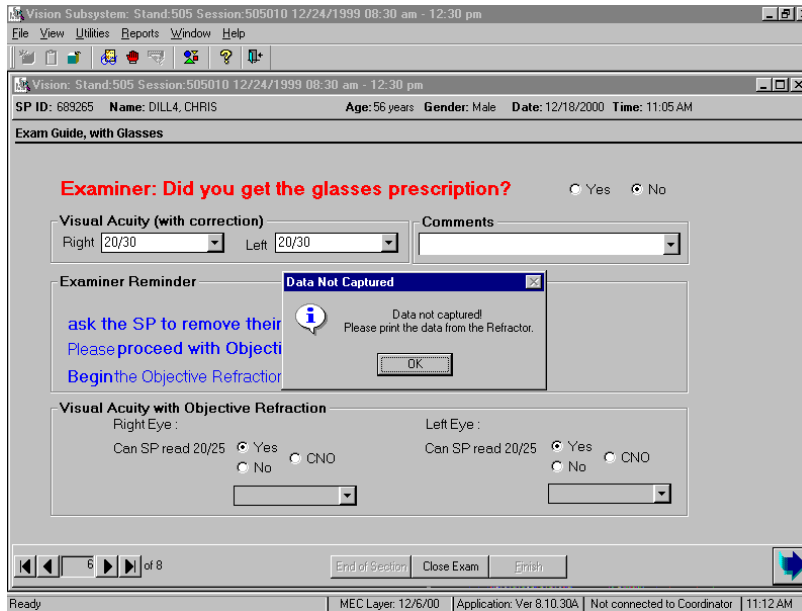 Vision Subsystem: Stand:505 Session:505010 12/24/1999 08:30 am - 12:30 pm
File View Utilities Reports Window Help
Vision: Stand:505 Session:505010 12/24/1999 08:30 am - 12:30 pm
SP ID: 689265 Name: DILL4, CHRIS Age: 56 years Gender: Male Date: 12/18/2000 Time: 11:05 AM
Exam Guide, with Glasses
Examiner: Did you get the glasses prescription? Yes No
Visual Acuity (with correction) Comments
Right 20/30 Left 20/30
Examiner Reminder
ask the SP to remove their
Please proceed with Objecti
Begin the Objective Refraction
Data Not Captured
Data not captured!
Please print the data from the Refractor.
OK
Visual Acuity with Objective Refraction
Right Eye : Left Eye :
Can SP read 20/25 Yes No CNO Can SP read 20/25 Yes No CNO
6 of 8 End of Section Close Exam Finish
Ready MEC Layer: 12/6/00 Application: Ver 8.10.30A Not connected to Coordinator 11:12 AM